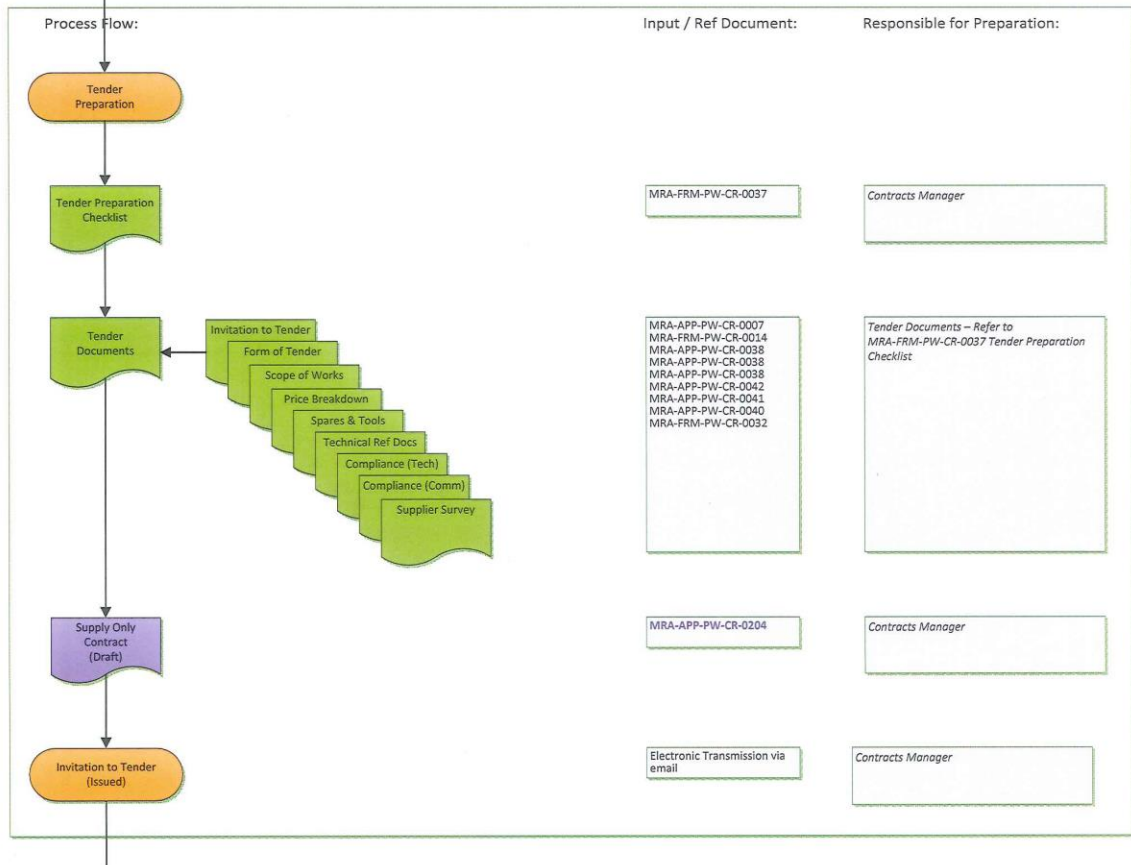 Process Flow:
Input / Ref Document:
Responsible for Preparation:
Tender
Preparation
Tender Preparation
Checklist
MRA-FRM-PW-CR-0037
Contracts Manager
Tender
Documents
Invitation to Tender
Form of Tender
Scope of Works
Price Breakdown
Spares & Tools
Technical Ref Docs
Compliance (Tech)
Compliance (Comm)
Supplier Survey
MRA-APP-PW-CR-0007
MRA-FRM-PW-CR-0014
MRA-APP-PW-CR-0038
MRA-APP-PW-CR-0038
MRA-APP-PW-CR-0038
MRA-APP-PW-CR-0042
MRA-APP-PW-CR-0041
MRA-APP-PW-CR-0040
MRA-FRM-PW-CR-0032
Tender Documents – Refer to
MRA-FRM-PW-CR-0037 Tender Preparation
Checklist
Supply Only
Contract
(Draft)
MRA-APP-PW-CR-0204
Contracts Manager
Invitation to Tender
(Issued)
Electronic Transmission via
email
Contracts Manager